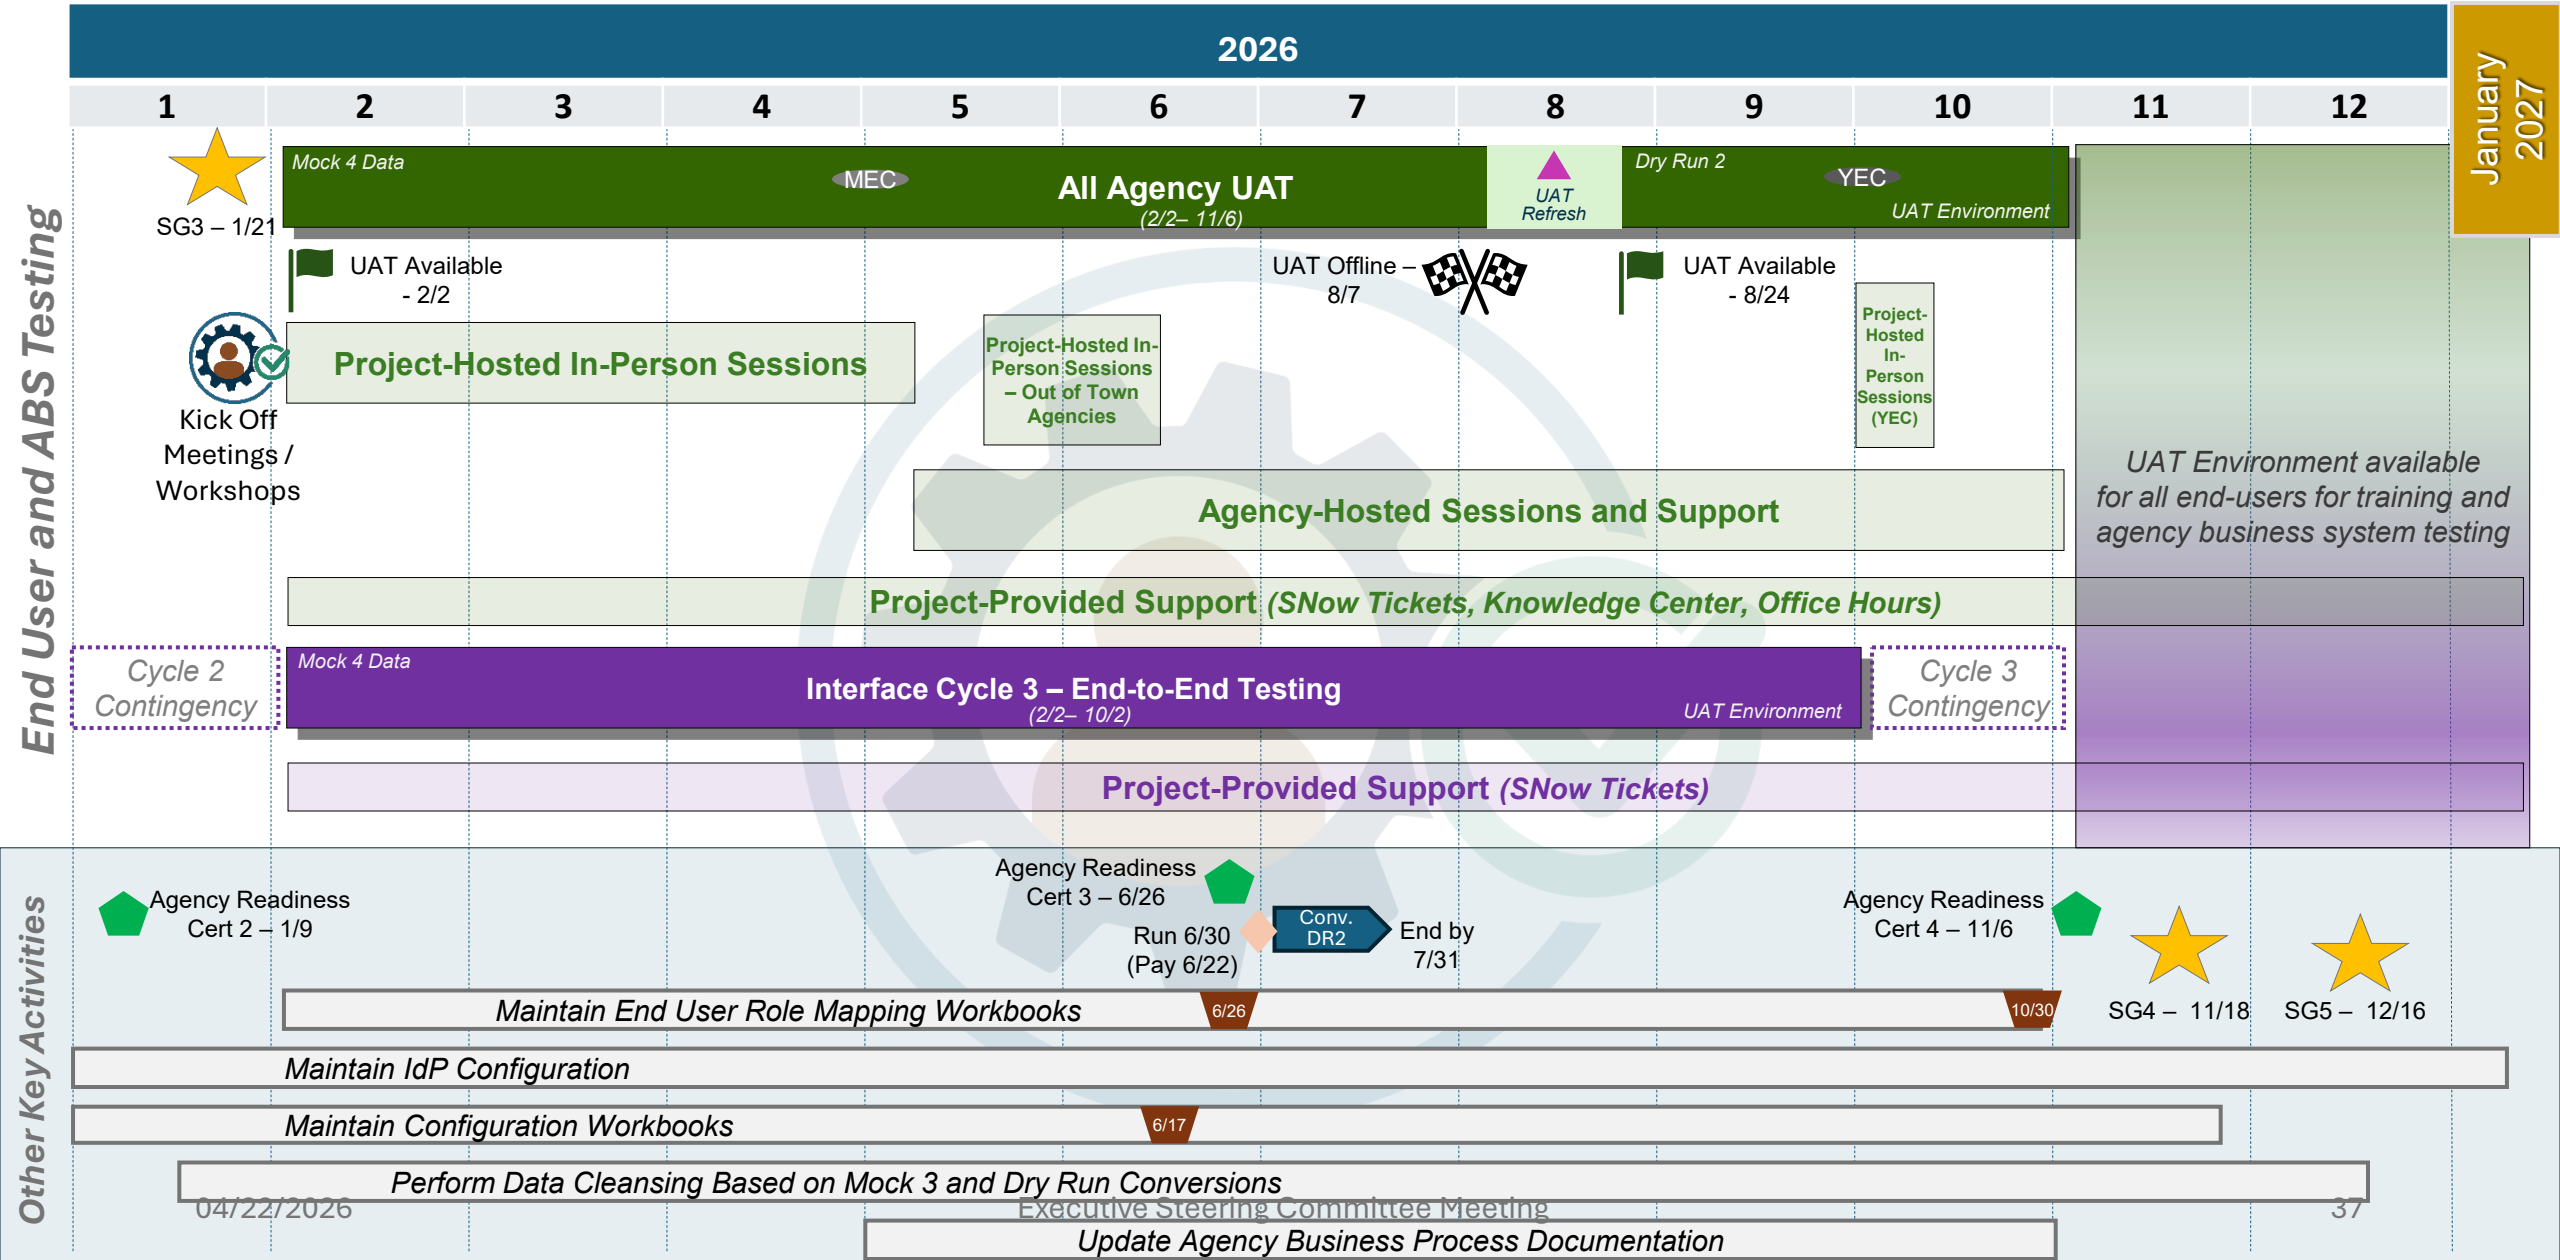 2026
January
2027
1 2 3 4 5 6 7 8 9 10 11 12
End User and ABS Testing
Mock 4 Data
MEC
All Agency UAT
(2/2– 11/6)
UAT
Refresh
Dry Run 2
YEC
UAT Environment
SG3 – 1/21
UAT Available
- 2/2
UAT Offline –
8/7
UAT Available
- 8/24
Kick Off
Meetings /
Workshops
Project-Hosted In-Person Sessions
Project-Hosted In-
Person Sessions
– Out of Town
Agencies
Project-
Hosted
In-
Person
Sessions
(YEC)
Agency-Hosted Sessions and Support
UAT Environment available
for all end-users for training and
agency business system testing
Project-Provided Support (SNow Tickets, Knowledge Center, Office Hours)
Cycle 2
Contingency
Mock 4 Data
Interface Cycle 3 – End-to-End Testing
(2/2– 10/2)
UAT Environment
Cycle 3
Contingency
Project-Provided Support (SNow Tickets)
Other Key Activities
Agency Readiness
Cert 2 – 1/9
Agency Readiness
Cert 3 – 6/26
Run 6/30
(Pay 6/22)
Conv.
DR2
End by
7/31
Agency Readiness
Cert 4 – 11/6
SG4 – 11/18
SG5 – 12/16
Maintain End User Role Mapping Workbooks
6/26
10/30
Maintain IdP Configuration
Maintain Configuration Workbooks
6/17
Perform Data Cleansing Based on Mock 3 and Dry Run Conversions
04/22/2026
Executive Steering Committee Meeting
37
Update Agency Business Process Documentation